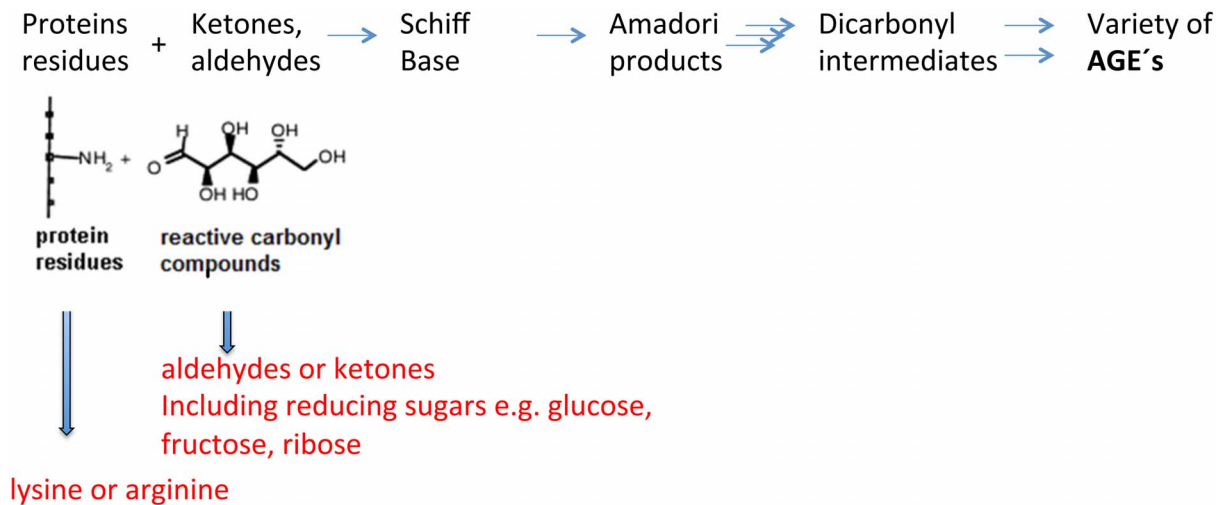 Proteins residues + Ketones, aldehydes Schiff Base Amadori products Dicarbonyl intermediates Variety of AGE´s
H
OH
OH
NH2 +
O
OH
OH HO
protein residues
reactive carbonyl compounds
aldehydes or ketones
Including reducing sugars e.g. glucose,
fructose, ribose
lysine or arginine